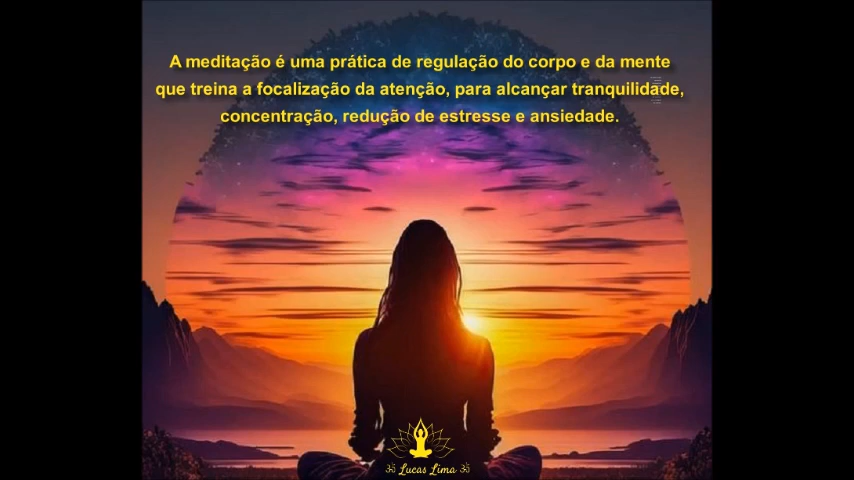 A meditação é uma prática de regulação do corpo e da mente
que treina a focalização da atenção, para alcançar tranquilidade,
concentração, redução de estresse e ansiedade.
ॐ Lucas Lima ॐ